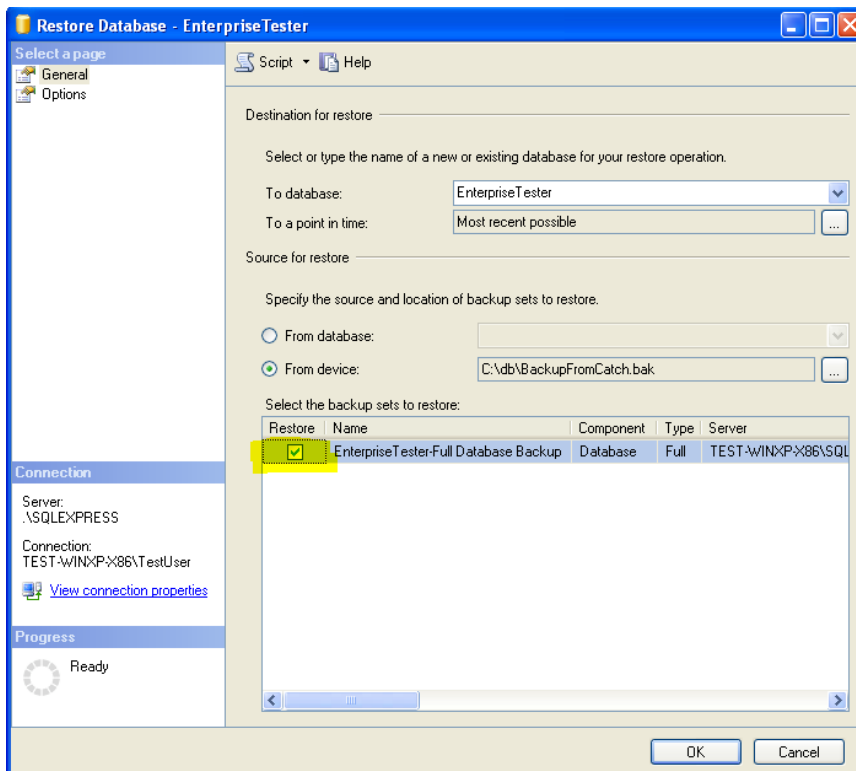 Restore Database - EnterpriseTester
Select a page
General
Options
Script
Help
Destination for restore
Select or type the name of a new or existing database for your restore operation.
To database:
EnterpriseTester
To a point in time:
Most recent possible
...
Source for restore
Specify the source and location of backup sets to restore.
From database:
From device:
C:\db\BackupFromCatch.bak
...
Select the backup sets to restore:
Restore Name Component Type Server
EnterpriseTester-Full Database Backup Database Full TEST-WINXP-X86\SQL
Connection
Server:
.\SQLEXPRESS
Connection:
TEST-WINXP-X86\TestUser
View connection properties
Progress
Ready
OK
Cancel